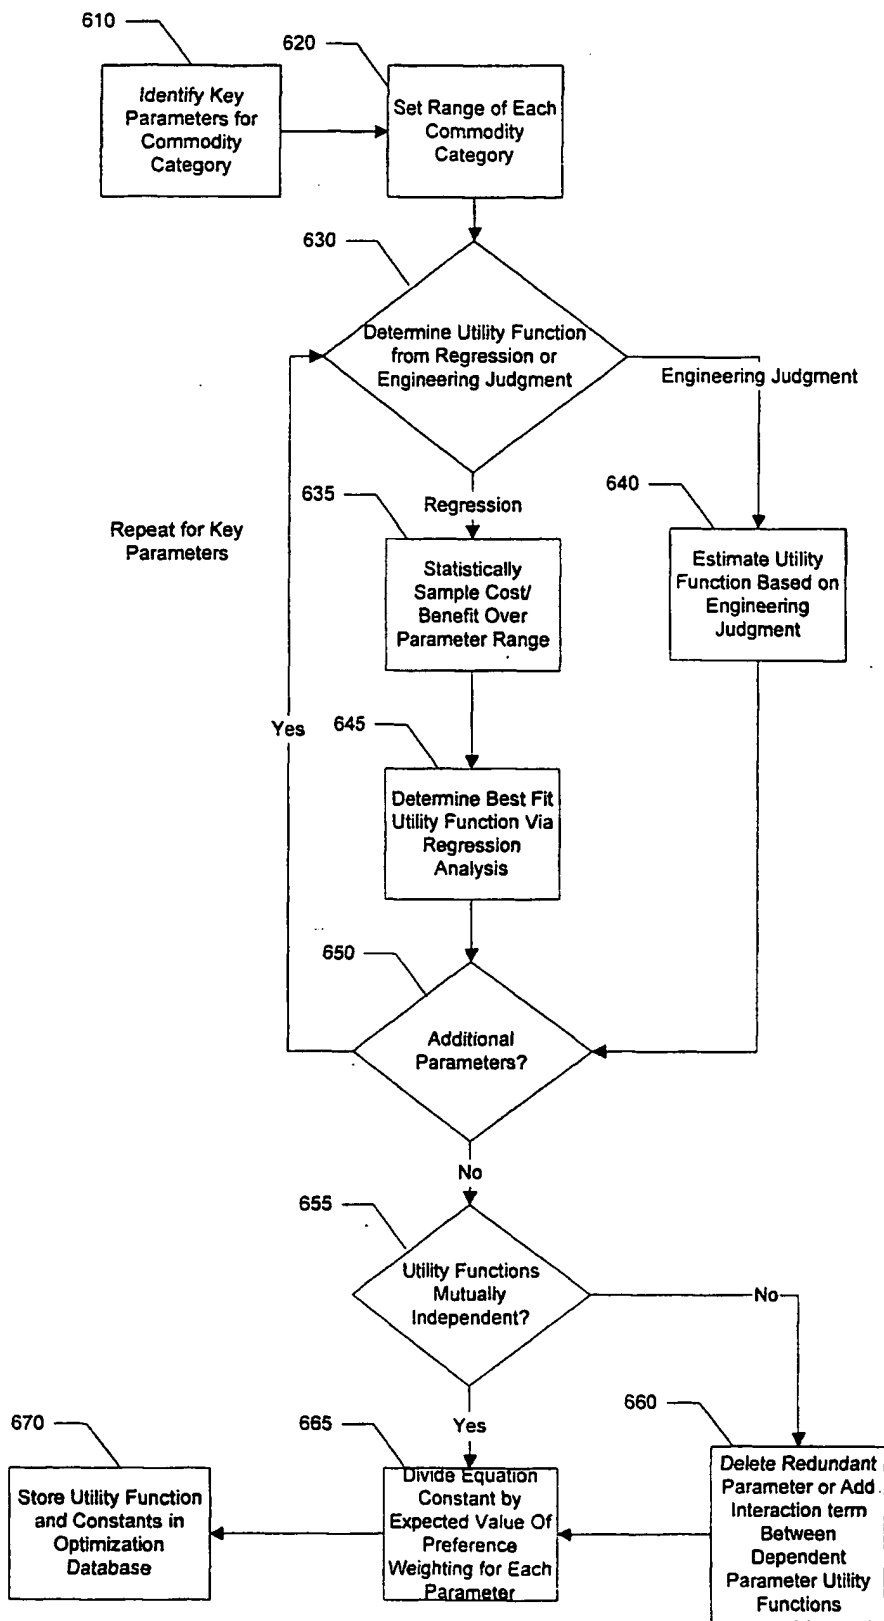 610
Identify Key
Parameters for
Commodity
Category
620
Set Range of Each
Commodity
Category
630
Determine Utility Function
from Regression or
Engineering Judgment
Engineering Judgment
Regression
635
Statistically
Sample Cost/
Benefit Over
Parameter Range
640
Estimate Utility
Function Based on
Engineering
Judgment
Repeat for Key
Parameters
Yes
645
Determine Best Fit
Utility Function Via
Regression
Analysis
650
Additional
Parameters?
No
655
Utility Functions
Mutually
Independent?
No
Yes
660
Delete Redundant
Parameter or Add
Interaction term
Between
Dependent
Parameter Utility
Functions
665
Divide Equation
Constant by
Expected Value Of
Preference
Weighting for Each
Parameter
670
Store Utility Function
and Constants in
Optimization
Database